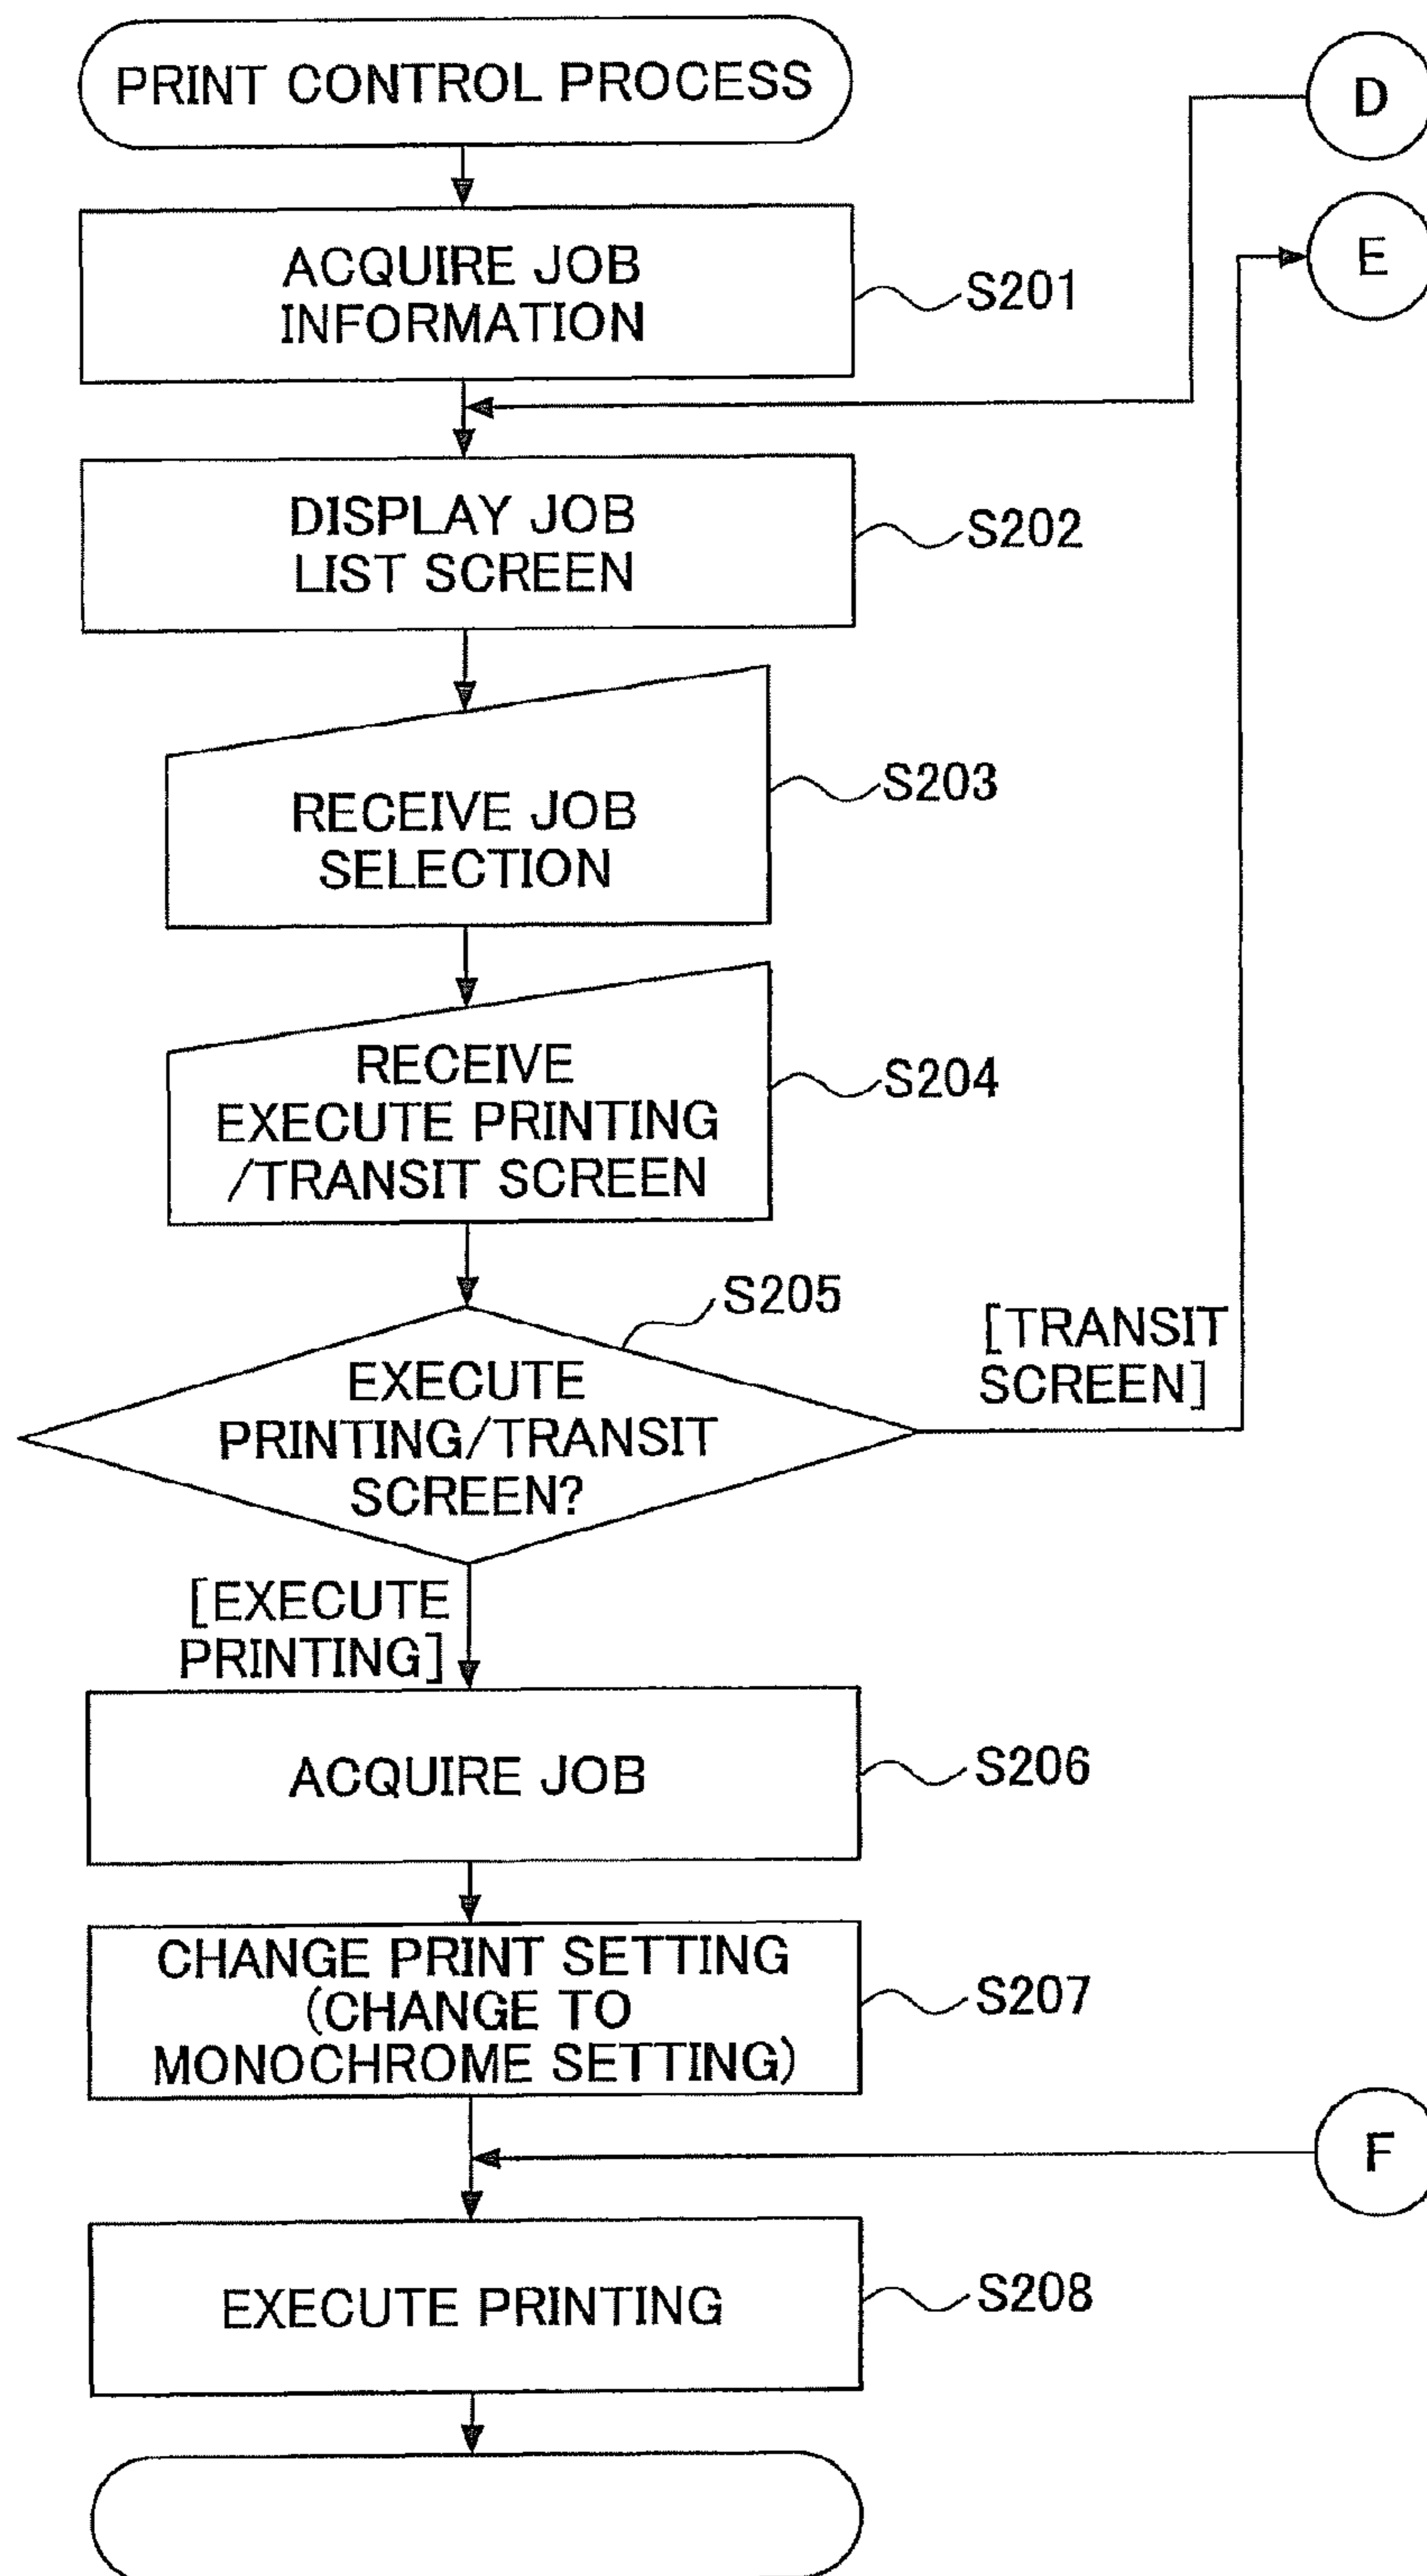 PRINT CONTROL PROCESS
D
E
ACQUIRE JOB
INFORMATION
S201
DISPLAY JOB
LIST SCREEN
S202
RECEIVE JOB
SELECTION
S203
RECEIVE
EXECUTE PRINTING
/TRANSIT SCREEN
S204
S205
EXECUTE
PRINTING/TRANSIT
SCREEN?
[TRANSIT
SCREEN]
[EXECUTE
PRINTING]
ACQUIRE JOB
S206
CHANGE PRINT SETTING
(CHANGE TO
MONOCHROME SETTING)
S207
F
EXECUTE PRINTING
S208